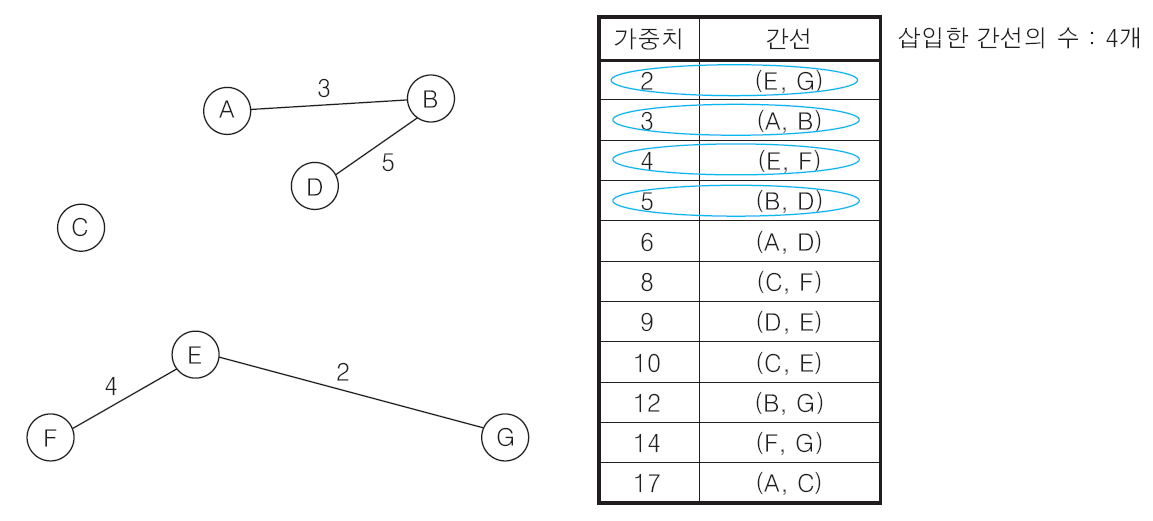 3
A
B
5
D
C
E
4
2
F
G
가중치 간선
2 (E, G)
3 (A, B)
4 (E, F)
5 (B, D)
6 (A, D)
8 (C, F)
9 (D, E)
10 (C, E)
12 (B, G)
14 (F, G)
17 (A, C)
삽입한 간선의 수 : 4개